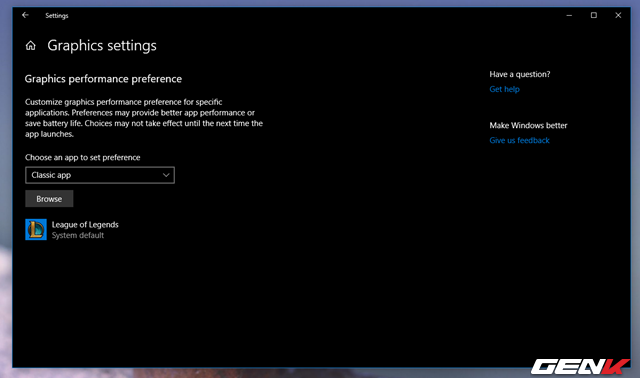 Settings
Graphics settings
Graphics performance preference
Customize graphics performance preference for specific
applications. Preferences may provide better app performance or
save battery life. Choices may not take effect until the next time the
app launches.
Choose an app to set preference
Classic app
Browse
League of Legends
System default
Have a question?
Get help
Make Windows better
Give us feedback
GENK